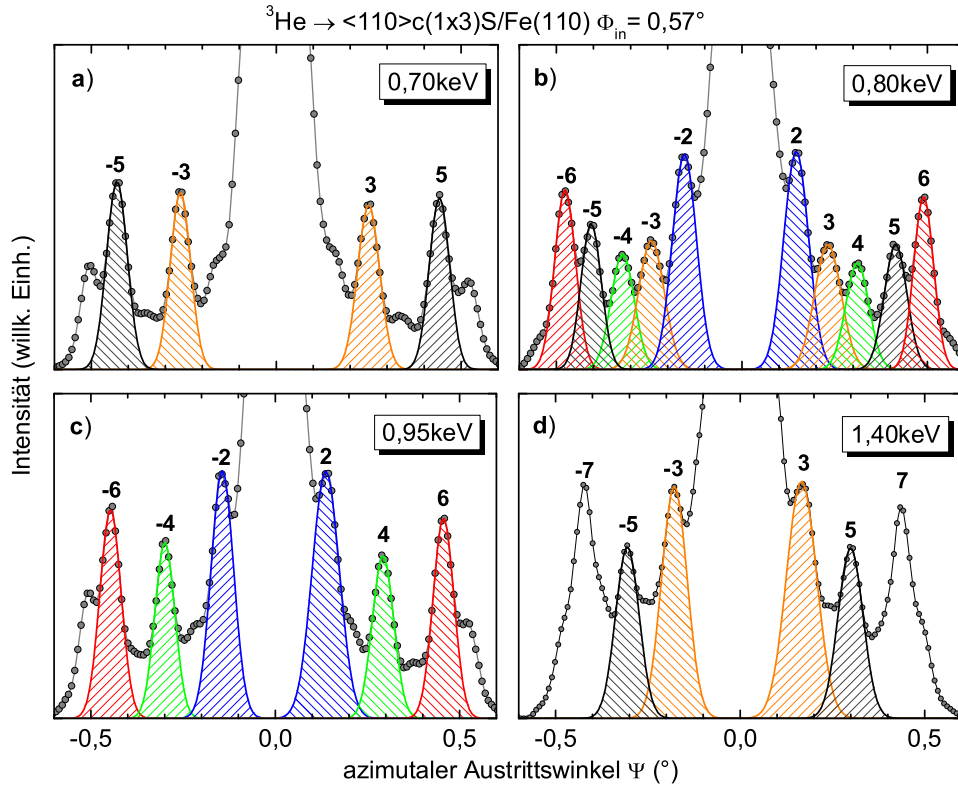 ³He → <110>c(1x3)S/Fe(110) Φin = 0,57°
a)
0,70keV
-5
-3
3
5
b)
0,80keV
-6
-5
-4
-3
-2
2
3
4
5
6
c)
0,95keV
-6
-4
-2
2
4
6
d)
1,40keV
-7
-5
-3
3
5
7
Intensität (willk. Einh.)
-0,5
0,0
0,5
-0,5
0,0
0,5
azimutaler Austrittswinkel Ψ (°)